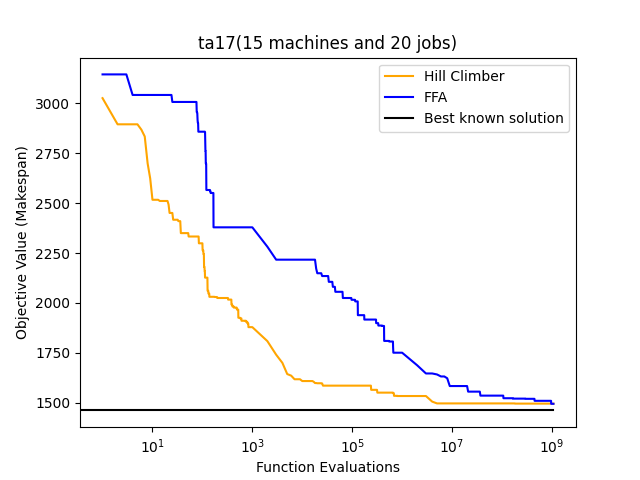 ta17(15 machines and 20 jobs)
Hill Climber
FFA
Best known solution
Objective Value (Makespan)
3000
2750
2500
2250
2000
1750
1500
10¹
10³
10⁵
10⁷
10⁹
Function Evaluations